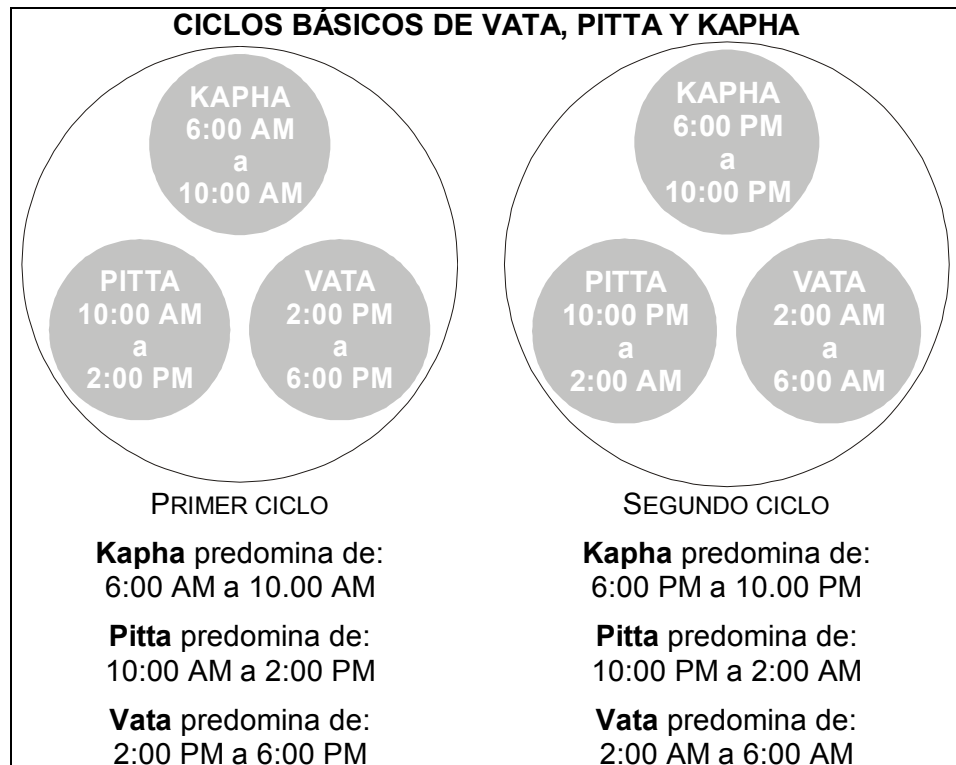 CICLOS BÁSICOS DE VATA, PITTA Y KAPHA
KAPHA
6:00 AM
a
10:00 AM
PITTA
10:00 AM
a
2:00 PM
VATA
2:00 PM
a
6:00 PM
KAPHA
6:00 PM
a
10:00 PM
PITTA
10:00 PM
a
2:00 AM
VATA
2:00 AM
a
6:00 AM
PRIMER CICLO
Kapha predomina de:
6:00 AM a 10.00 AM
Pitta predomina de:
10:00 AM a 2:00 PM
Vata predomina de:
2:00 PM a 6:00 PM
SEGUNDO CICLO
Kapha predomina de:
6:00 PM a 10.00 PM
Pitta predomina de:
10:00 PM a 2:00 AM
Vata predomina de:
2:00 AM a 6:00 AM